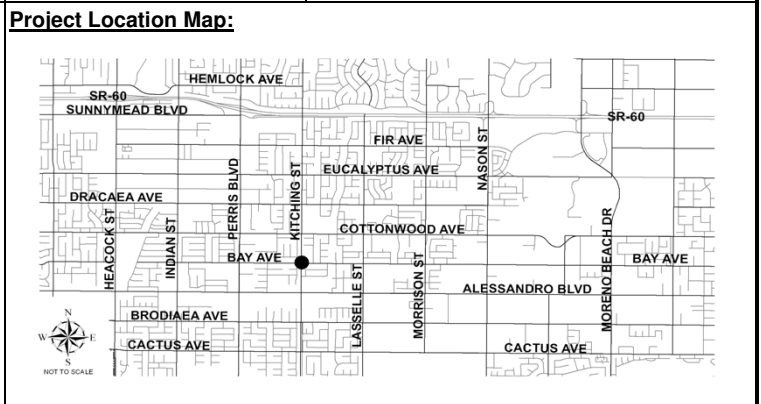 Project Location Map:
HEMLOCK AVE
SR-60
SUNNYMEAD BLVD
SR-60
FIR AVE
EUCALYPTUS AVE
NASON ST
DRACAEA AVE
PERRIS BLVD
KITCHING ST
HEACOCK ST
INDIAN ST
COTTONWOOD AVE
MORENO BEACH DR
BAY AVE
BAY AVE
LASSELLE ST
MORRISON ST
ALESSANDRO BLVD
BRODIAEA AVE
CACTUS AVE
CACTUS AVE
N
W E
S
NOT TO SCALE